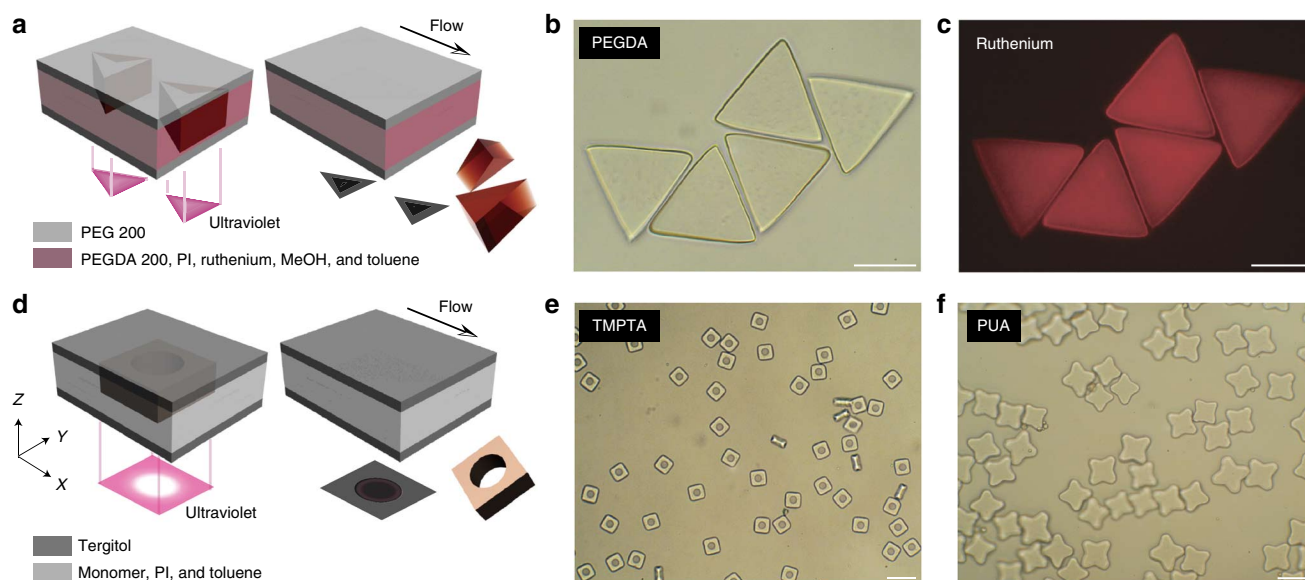 a
Flow
Ultraviolet
PEG 200
PEGDA 200, PI, ruthenium, MeOH, and toluene
b
PEGDA
c
Ruthenium
d
Flow
Z
Y
X
Ultraviolet
Tergitol
Monomer, PI, and toluene
e
TMPTA
f
PUA